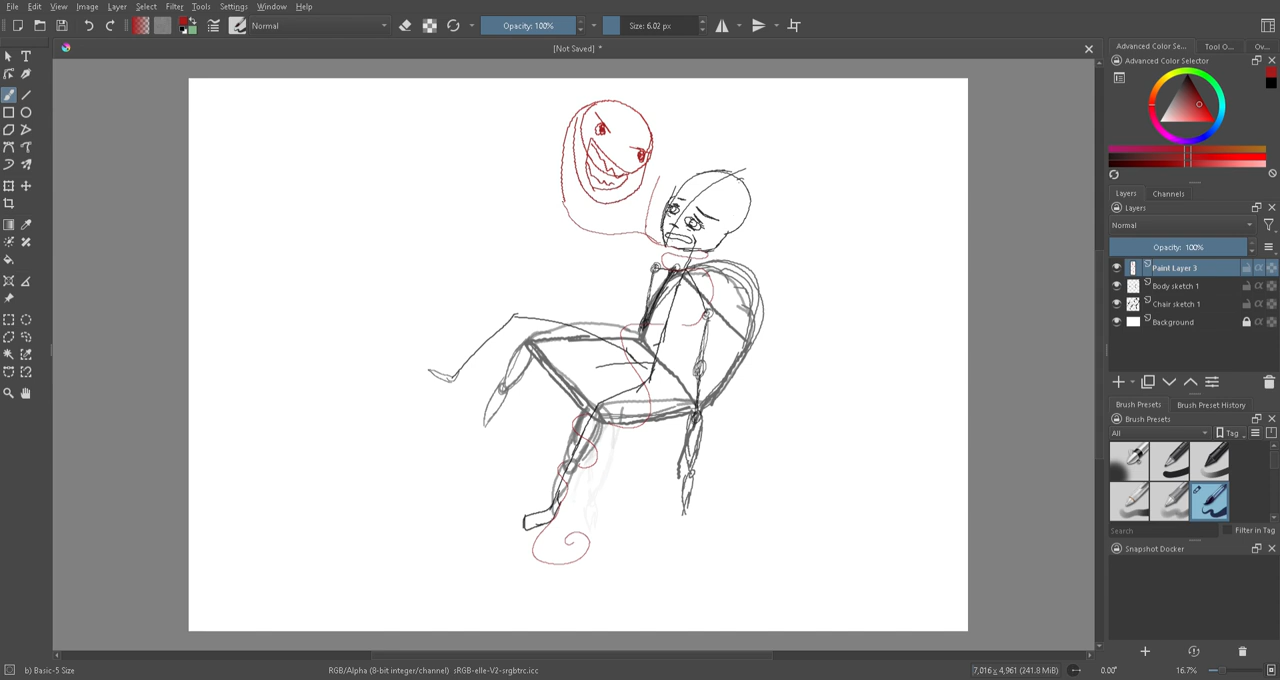 File Edit View Image Layer Select Filter Tools Settings Window Help
Normal Opacity: 100% Size: 6.02 px
[Not Saved] *
Advanced Color Se... Tool O... Ov...
Advanced Color Selector
Layers Channels
Layers
Normal
Opacity: 100%
Paint Layer 3
Body sketch 1
Chair sketch 1
Background
Brush Presets Brush Preset History
Brush Presets
All Tag
Search Filter in Tag
Snapshot Docker
b) Basic-5 Size RGB/Alpha (8-bit integer/channel) sRGB-elle-V2-srgbtrc.icc 7,016 x 4,961 (241.8 MiB) 0.00° 16.7%